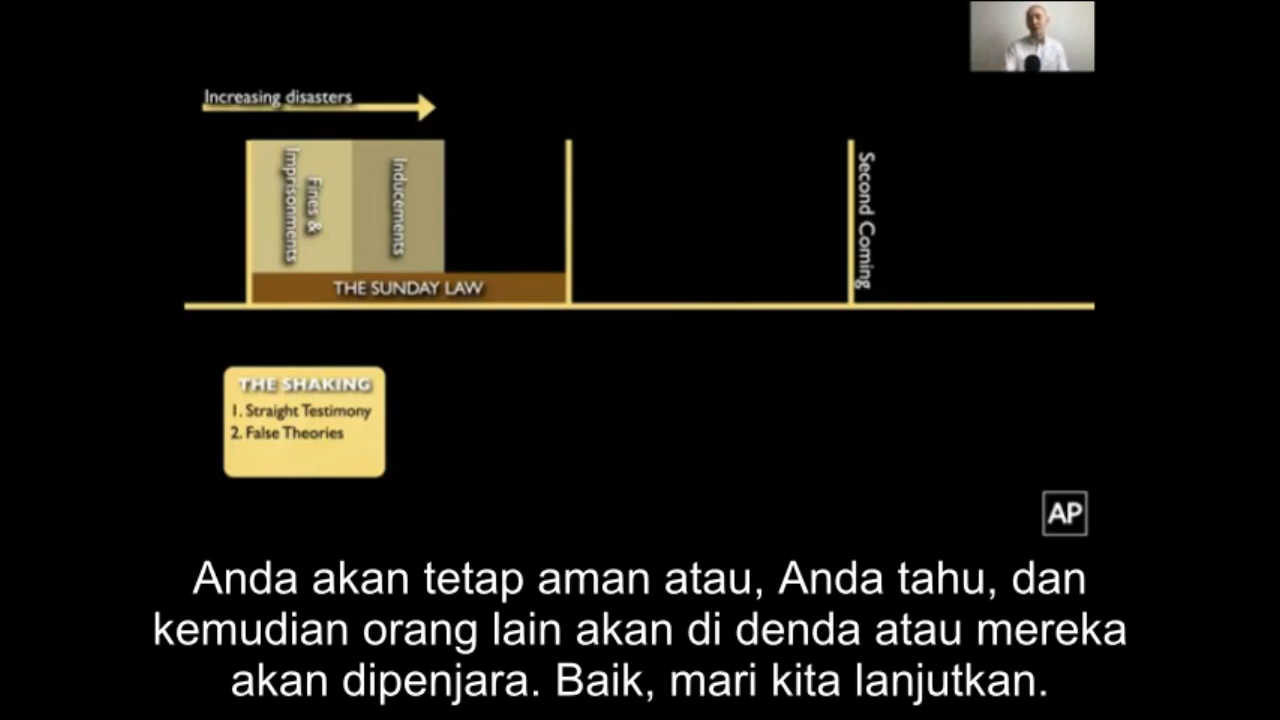 Increasing disasters
Fines &
Imprisonments
Inducements
Second Coming
THE SUNDAY LAW
THE SHAKING
1. Straight Testimony
2. False Theories
AP
Anda akan tetap aman atau, Anda tahu, dan
kemudian orang lain akan di denda atau mereka
akan dipenjara. Baik, mari kita lanjutkan.